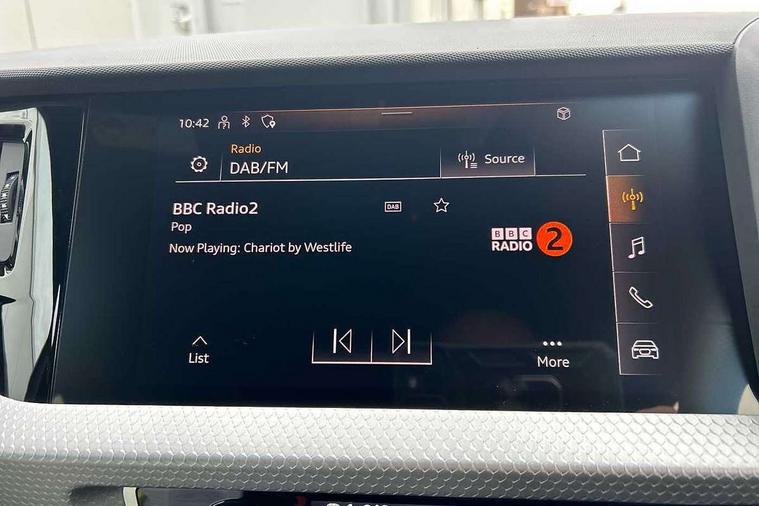 10:42
Radio
DAB/FM
Source
BBC Radio2
DAB
Pop
Now Playing: Chariot by Westlife
BBC
RADIO 2
List
More